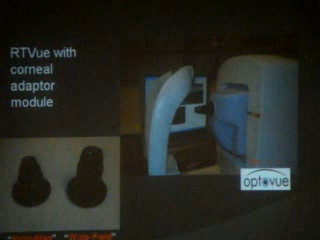 RTVue with
corneal
adaptor
module
optovue
"Wide-Field"